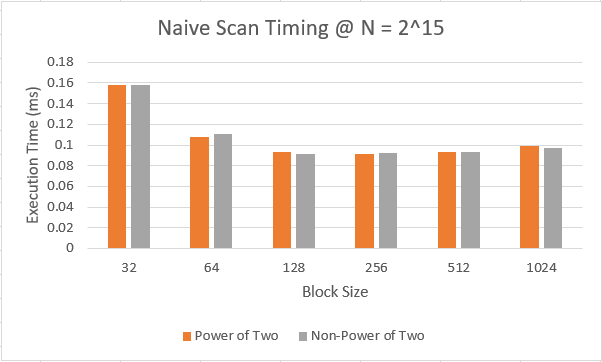 Naive Scan Timing @ N = 2^15
Execution Time (ms)
0.18
0.16
0.14
0.12
0.1
0.08
0.06
0.04
0.02
0
32 64 128 256 512 1024
Block Size
Power of Two Non-Power of Two